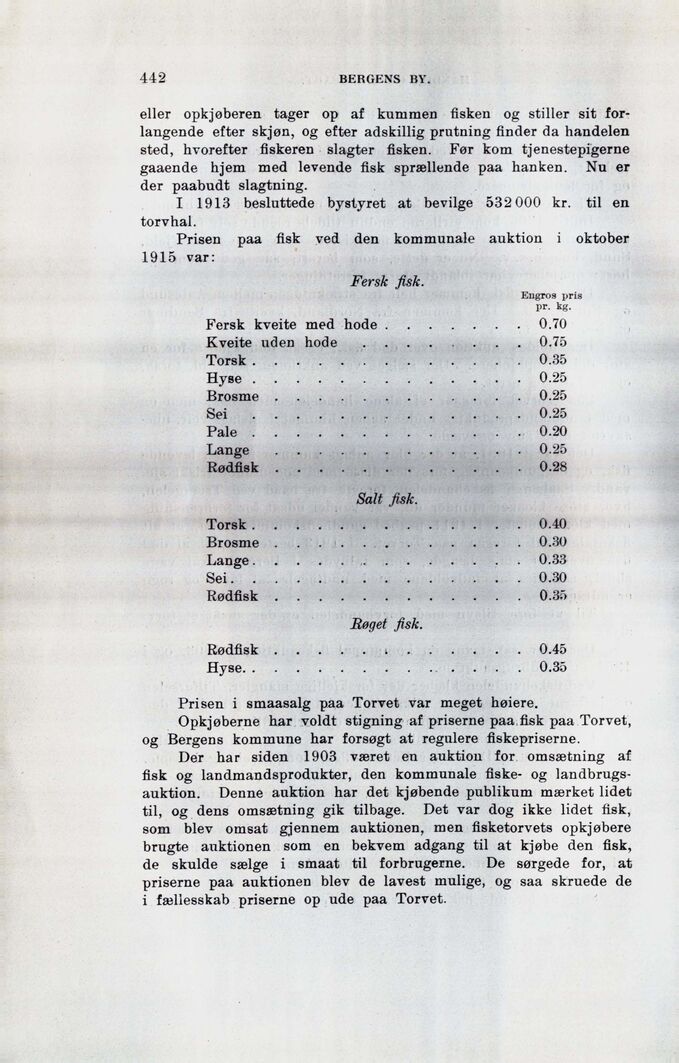 442 BERGENS BY.
eller opkjøberen tager op af kummen fisken og stiller sit for-
langende efter skjøn, og efter adskillig prutning finder da handelen
sted, hvorefter fiskeren slagter fisken. Før kom tjenestepigerne
gaaende hjem med levende fisk sprællende paa hanken. Nu er
der paabudt slagtning.
I 1913 besluttede bystyret at bevilge 532 000 kr. til en
torvhal.
Prisen paa fisk ved den kommunale auktion i oktober
1915 var:
Fersk fisk.
Engros pris
pr. kg.
Fersk kveite med hode . . . . . . . 0.70
Kveite uden hode . . . . . . . . 0.75
Torsk . . . . . . . . . . . . . 0.35
Hyse . . . . . . . . . . . . . 0.25
Brosme . . . . . . . . . . . . 0.25
Sei . . . . . . . . . . . . . 0.25
Pale . . . . . . . . . . . . . 0.20
Lange . . . . . . . . . . . . 0.25
Rødfisk . . . . . . . . . . . . 0.28
Salt fisk.
Torsk . . . . . . . . . . . . . 0.40
Brosme . . . . . . . . . . . . 0.30
Lange . . . . . . . . . . . . . 0.33
Sei . . . . . . . . . . . . . . 0.30
Rødfisk . . . . . . . . . . . . 0.35
Røget fisk.
Rødfisk . . . . . . . . . . . . 0.45
Hyse. . . . . . . . . . . . . . 0.35
Prisen i smaasalg paa Torvet var meget høiere.
Opkjøberne har voldt stigning af priserne paa fisk paa Torvet,
og Bergens kommune har forsøgt at regulere fiskepriserne.
Der har siden 1903 været en auktion for omsætning af
fisk og landmandsprodukter, den kommunale fiske- og landbrugs-
auktion. Denne auktion har det kjøbende publikum mærket lidet
til, og dens omsætning gik tilbage. Det var dog ikke lidet fisk,
som blev omsat gjennem auktionen, men fisketorvets opkjøbere
brugte auktionen som en bekvem adgang til at kjøbe den fisk,
de skulde sælge i smaat til forbrugerne. De sørgede for, at
priserne paa auktionen blev de lavest mulige, og saa skruede de
i fællesskab priserne op ude paa Torvet.